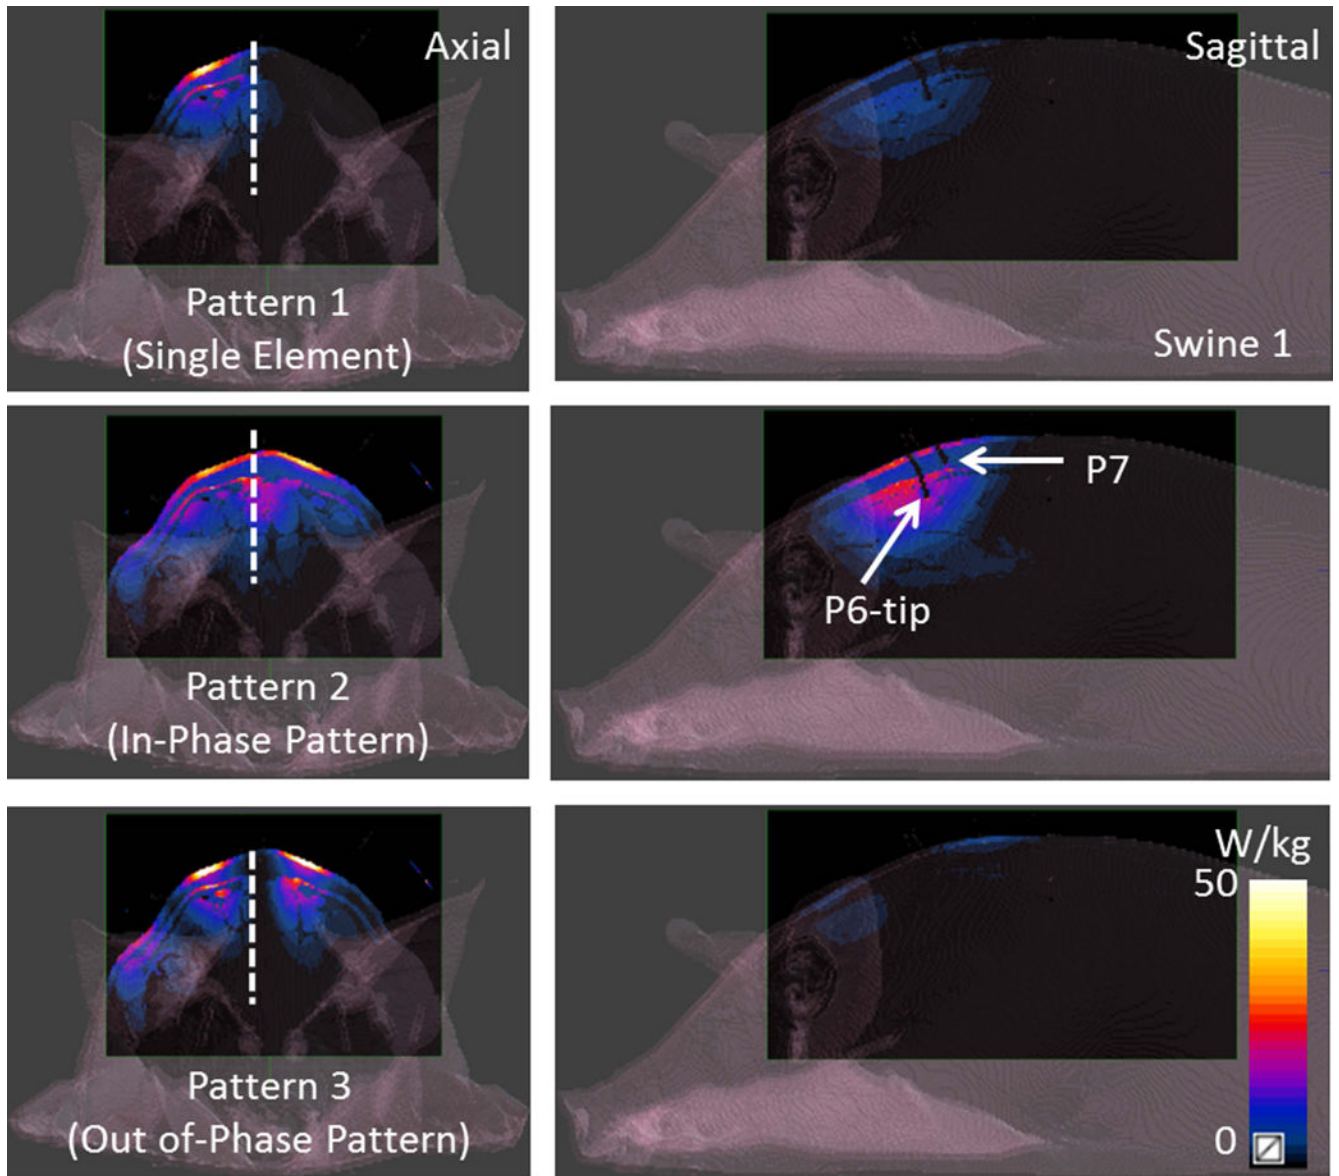 Axial
Sagittal
Pattern 1
(Single Element)
Swine 1
P7
P6-tip
Pattern 2
(In-Phase Pattern)
W/kg
50
0
Pattern 3
(Out of-Phase Pattern)